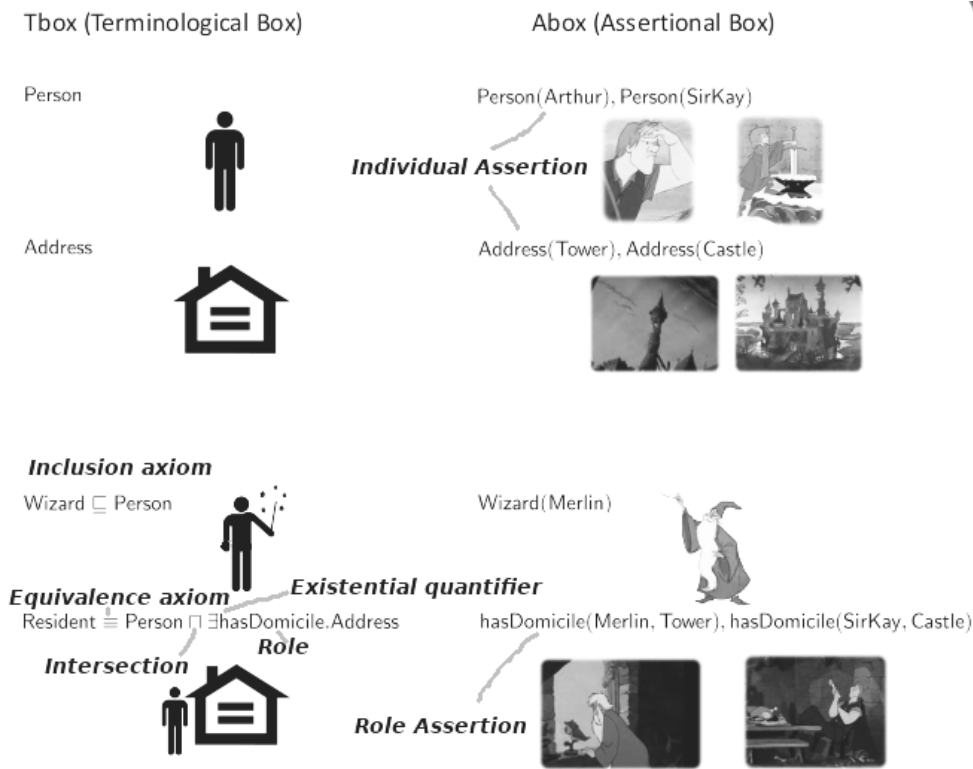 Tbox (Terminological Box)
Abox (Assertional Box)
Person
Person(Arthur), Person(SirKay)
Individual Assertion
Address
Address(Tower), Address(Castle)
Inclusion axiom
Wizard ⊑ Person
Wizard(Merlin)
Equivalence axiom
Existential quantifier
Resident ≡ Person ⊓ ∃hasDomicile.Address
hasDomicile(Merlin, Tower), hasDomicile(SirKay, Castle)
Role
Intersection
Role Assertion